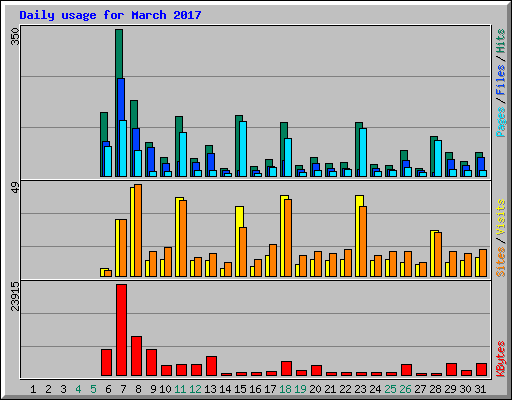 Daily usage for March 2017
350
Pages / Files / Hits
49
Sites / Visits
23915
KBytes
1 2 3 4 5 6 7 8 9 10 11 12 13 14 15 16 17 18 19 20 21 22 23 24 25 26 27 28 29 30 31